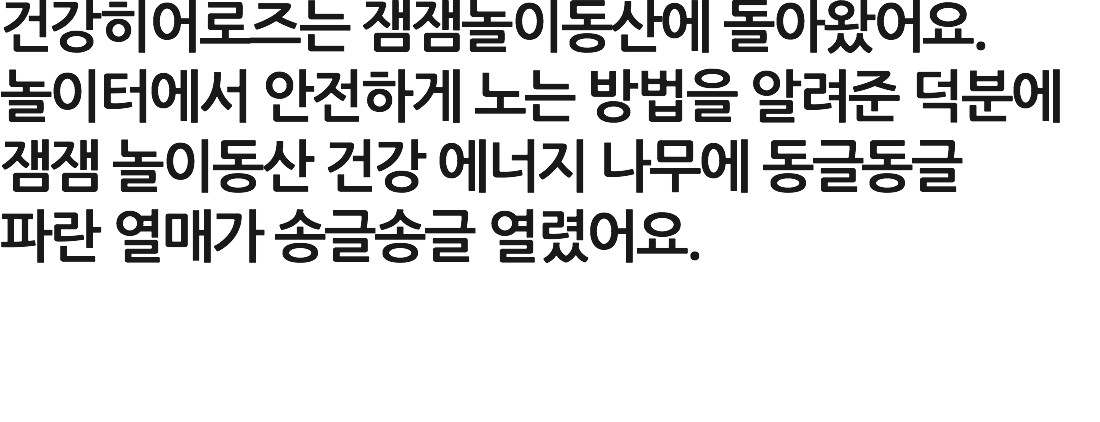 건강히어로즈는 잼잼놀이동산에 돌아왔어요.
놀이터에서 안전하게 노는 방법을 알려준 덕분에
잼잼 놀이동산 건강 에너지 나무에 동글동글
파란 열매가 송글송글 열렸어요.